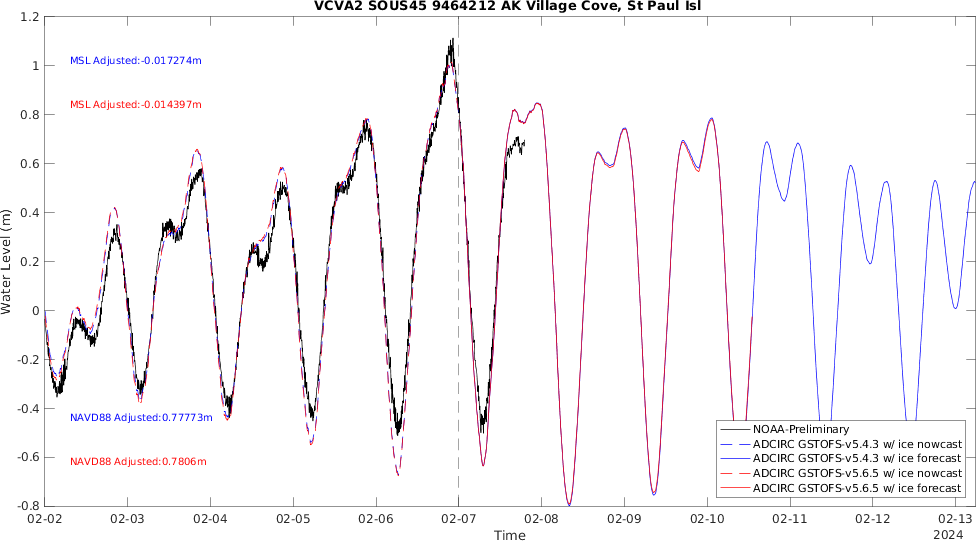 VCVA2 SOUS45 9464212 AK Village Cove, St Paul Isl
1.2
1
0.8
0.6
0.4
0.2
0
-0.2
-0.4
-0.6
-0.8
Water Level (m)
MSL Adjusted:-0.017274m
MSL Adjusted:-0.014397m
NAVD88 Adjusted:0.77773m
NAVD88 Adjusted:0.7806m
NOAA-Preliminary
ADCIRC GSTOFS-v5.4.3 w/ ice nowcast
ADCIRC GSTOFS-v5.4.3 w/ ice forecast
ADCIRC GSTOFS-v5.6.5 w/ ice nowcast
ADCIRC GSTOFS-v5.6.5 w/ ice forecast
02-02 02-03 02-04 02-05 02-06 02-07 02-08 02-09 02-10 02-11 02-12 02-13
Time
2024